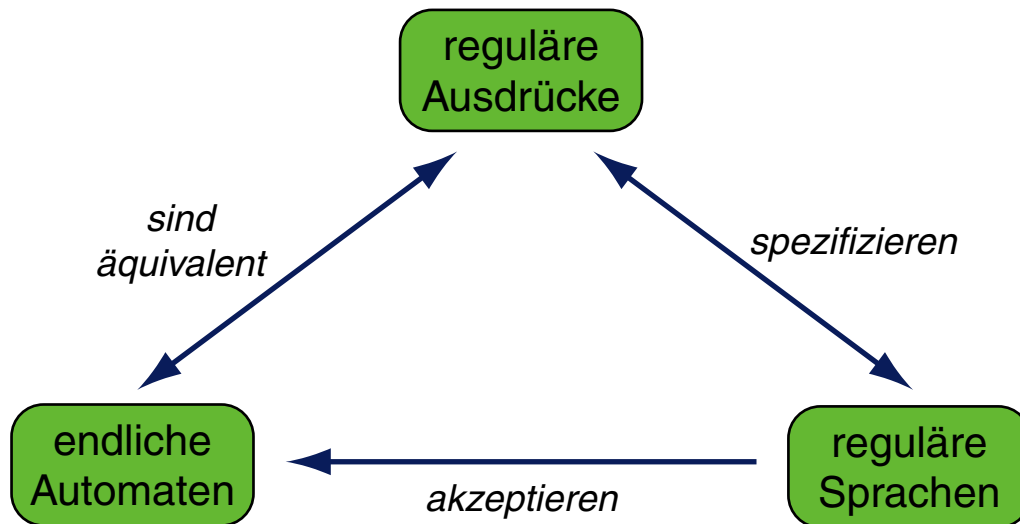 reguläre
Ausdrücke
sind
äquivalent
spezifizieren
endliche
Automaten
akzeptieren
reguläre
Sprachen